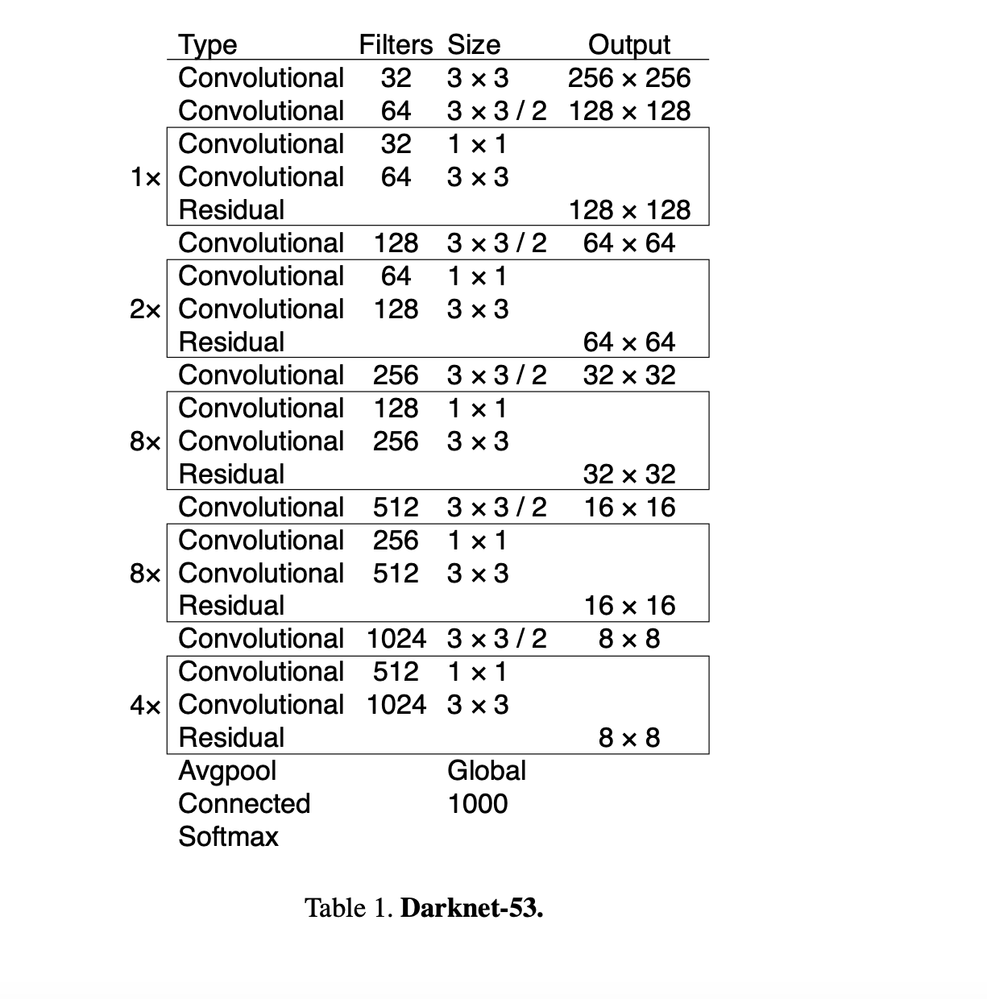 Type Filters Size Output
Convolutional 32 3 × 3 256 × 256
Convolutional 64 3 × 3 / 2 128 × 128
Convolutional 32 1 × 1
1× Convolutional 64 3 × 3
Residual 128 × 128
Convolutional 128 3 × 3 / 2 64 × 64
Convolutional 64 1 × 1
2× Convolutional 128 3 × 3
Residual 64 × 64
Convolutional 256 3 × 3 / 2 32 × 32
Convolutional 128 1 × 1
8× Convolutional 256 3 × 3
Residual 32 × 32
Convolutional 512 3 × 3 / 2 16 × 16
Convolutional 256 1 × 1
8× Convolutional 512 3 × 3
Residual 16 × 16
Convolutional 1024 3 × 3 / 2 8 × 8
Convolutional 512 1 × 1
4× Convolutional 1024 3 × 3
Residual 8 × 8
Avgpool Global
Connected 1000
Softmax
Table 1. Darknet-53.